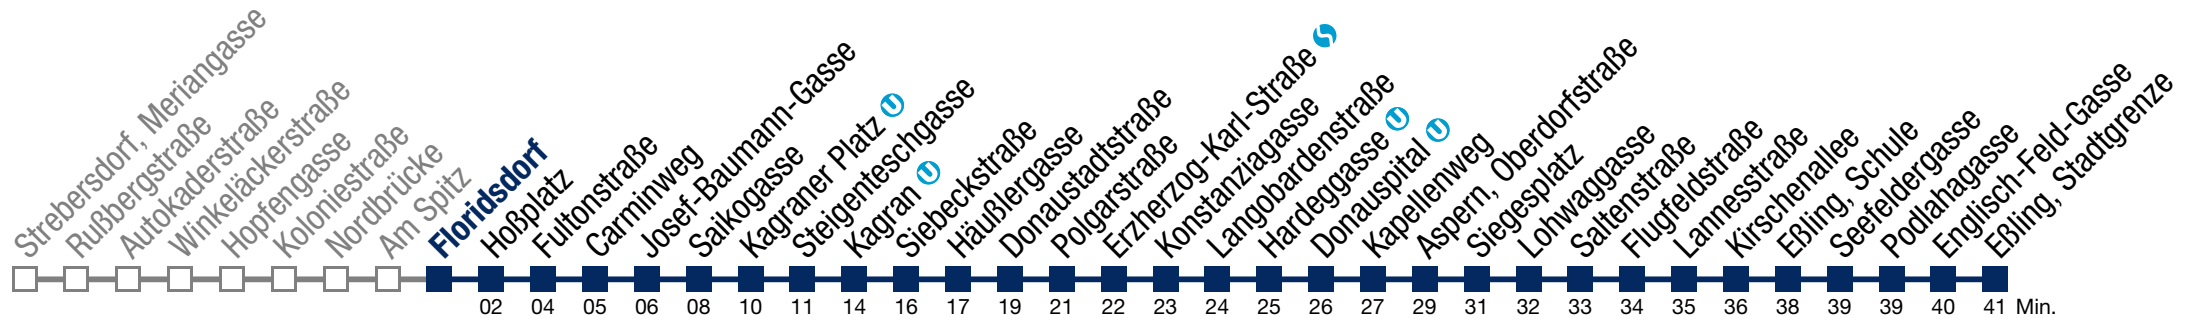 Strebersdorf, Meriangasse
Rußbergstraße
Autokaderstraße
Winkeläckerstraße
Hopfengasse
Koloniestraße
Nordbrücke
Am Spitz
Floridsdorf
Hoßplatz
Fultonstraße
Carminweg
Josef-Baumann-Gasse
Saikogasse
Kagraner Platz U
Steigenteschgasse
Kagran U
Siebeckstraße
Häußlergasse
Donaustadtstraße
Polgarstraße
Erzherzog-Karl-Straße S
Konstanziagasse
Langobardenstraße
Hardeggasse U
Donauspital U
Kapellenweg
Aspern, Oberdorfstraße
Siegesplatz
Lohwaggasse
Saltenstraße
Flugfeldstraße
Lannesstraße
Kirschenallee
Eßling, Schule
Seefeldergasse
Podlahagasse
Englisch-Feld-Gasse
Eßling, Stadtgrenze
02 04 05 06 08 10 11 14 16 17 19 21 22 23 24 25 26 27 29 31 32 33 34 35 36 38 39 39 40 41 Min.